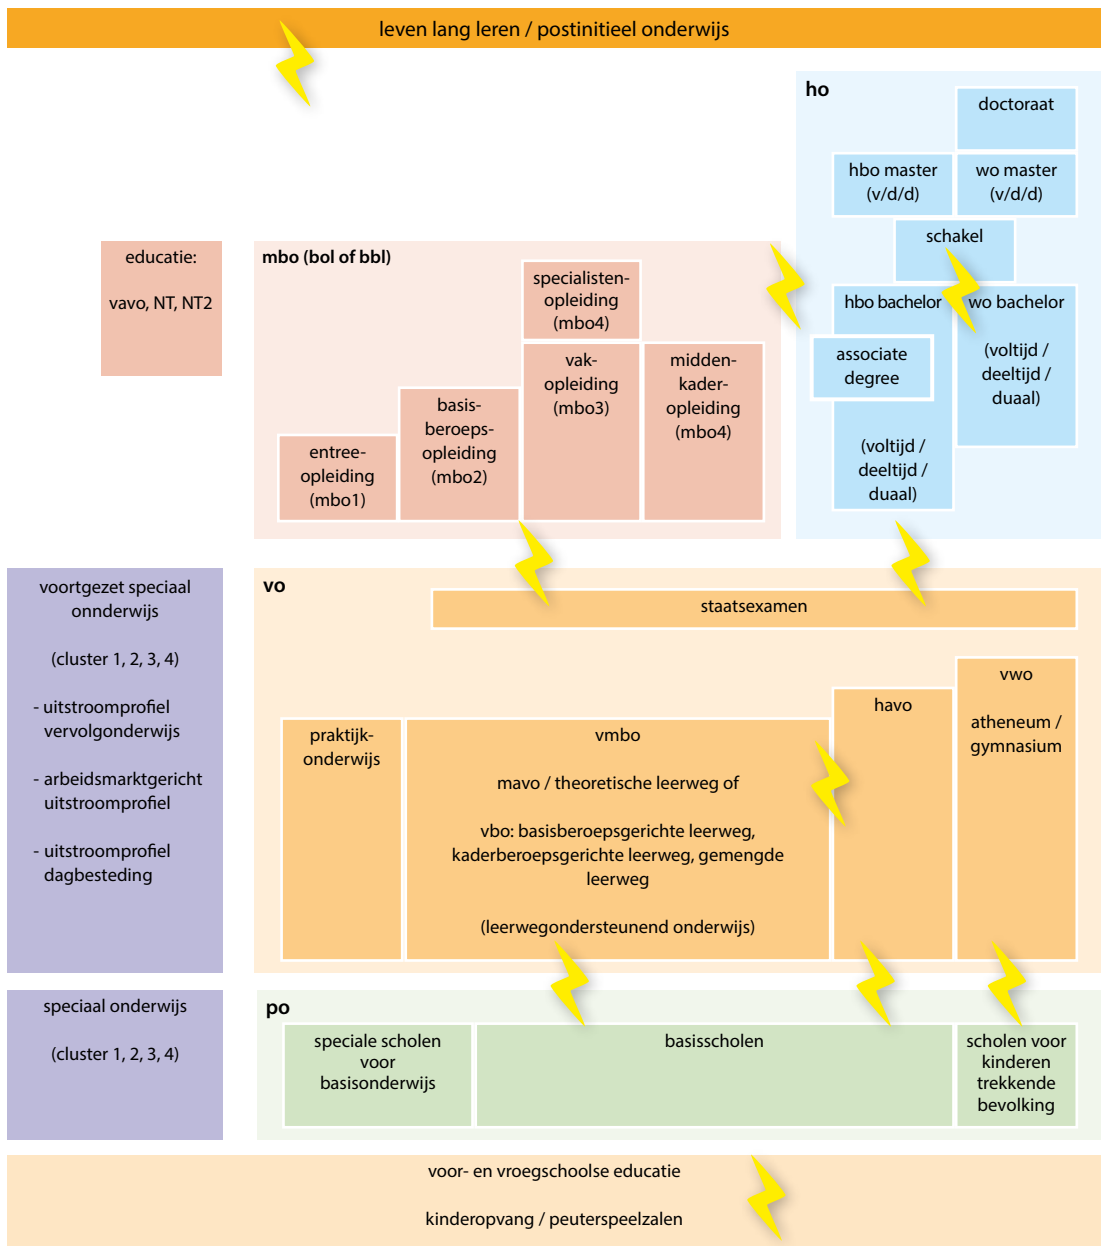 leven lang leren / postinitieel onderwijs
ho
doctoraat
hbo master
(v/d/d)
wo master
(v/d/d)
schakel
hbo bachelor
wo bachelor
(voltijd /
deeltijd /
duaal)
associate
degree
(voltijd /
deeltijd /
duaal)
educatie:
vavo, NT, NT2
mbo (bol of bbl)
specialisten-
opleiding
(mbo4)
vak-
opleiding
(mbo3)
midden-
kader-
opleiding
(mbo4)
basis-
beroeps-
opleiding
(mbo2)
entree-
opleiding
(mbo1)
voortgezet speciaal
onnderwijs
(cluster 1, 2, 3, 4)
- uitstroomprofiel
vervolgonderwijs
- arbeidsmarktgericht
uitstroomprofiel
- uitstroomprofiel
dagbesteding
vo
staatsexamen
vwo
atheneum /
gymnasium
havo
praktijk-
onderwijs
vmbo
mavo / theoretische leerweg of
vbo: basisberoepsgerichte leerweg,
kaderberoepsgerichte leerweg, gemengde
leerweg
(leerwegondersteunend onderwijs)
speciaal onderwijs
(cluster 1, 2, 3, 4)
po
speciale scholen
voor
basisonderwijs
basisscholen
scholen voor
kinderen
trekkende
bevolking
voor- en vroegschoolse educatie
kinderopvang / peuterspeelzalen